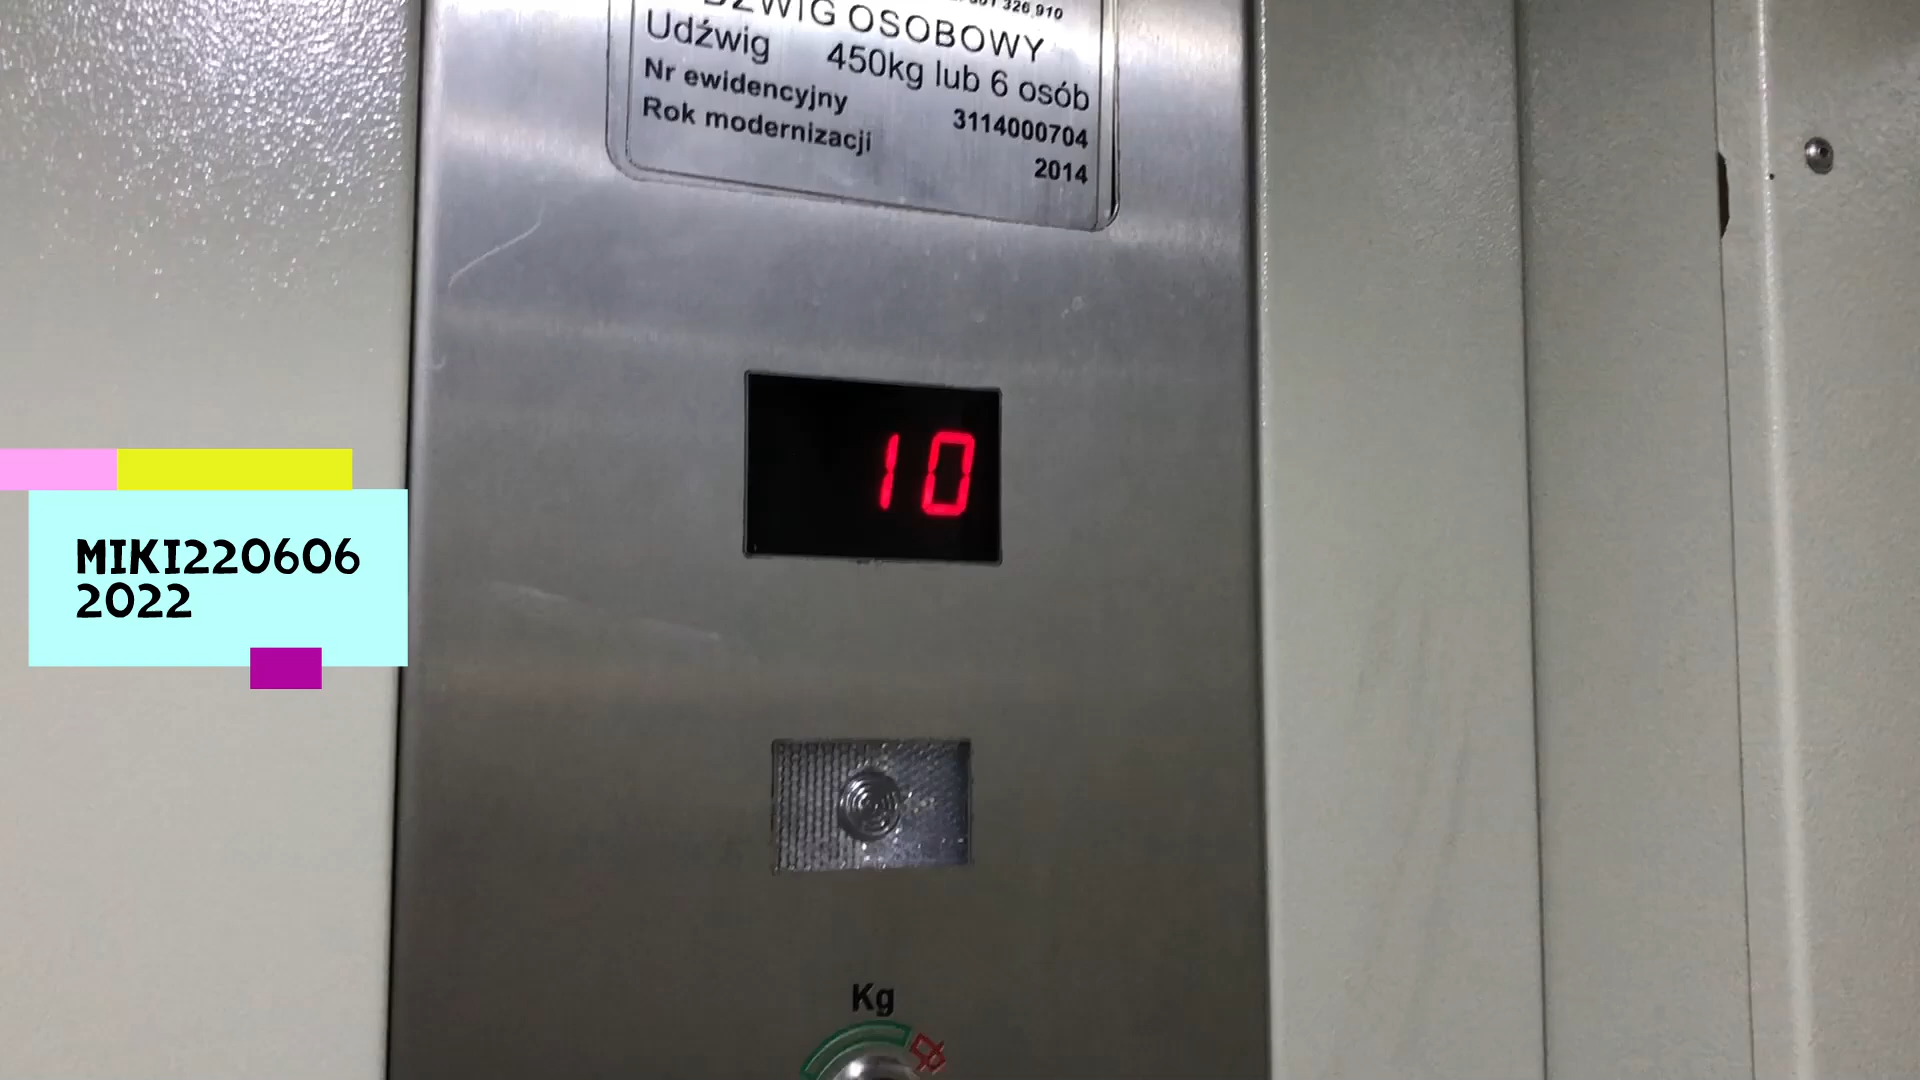 326 910
DŹWIG OSOBOWY
Udźwig 450kg lub 6 osób
Nr ewidencyjny 3114000704
Rok modernizacji 2014
10
MIKI220606
2022
Kg